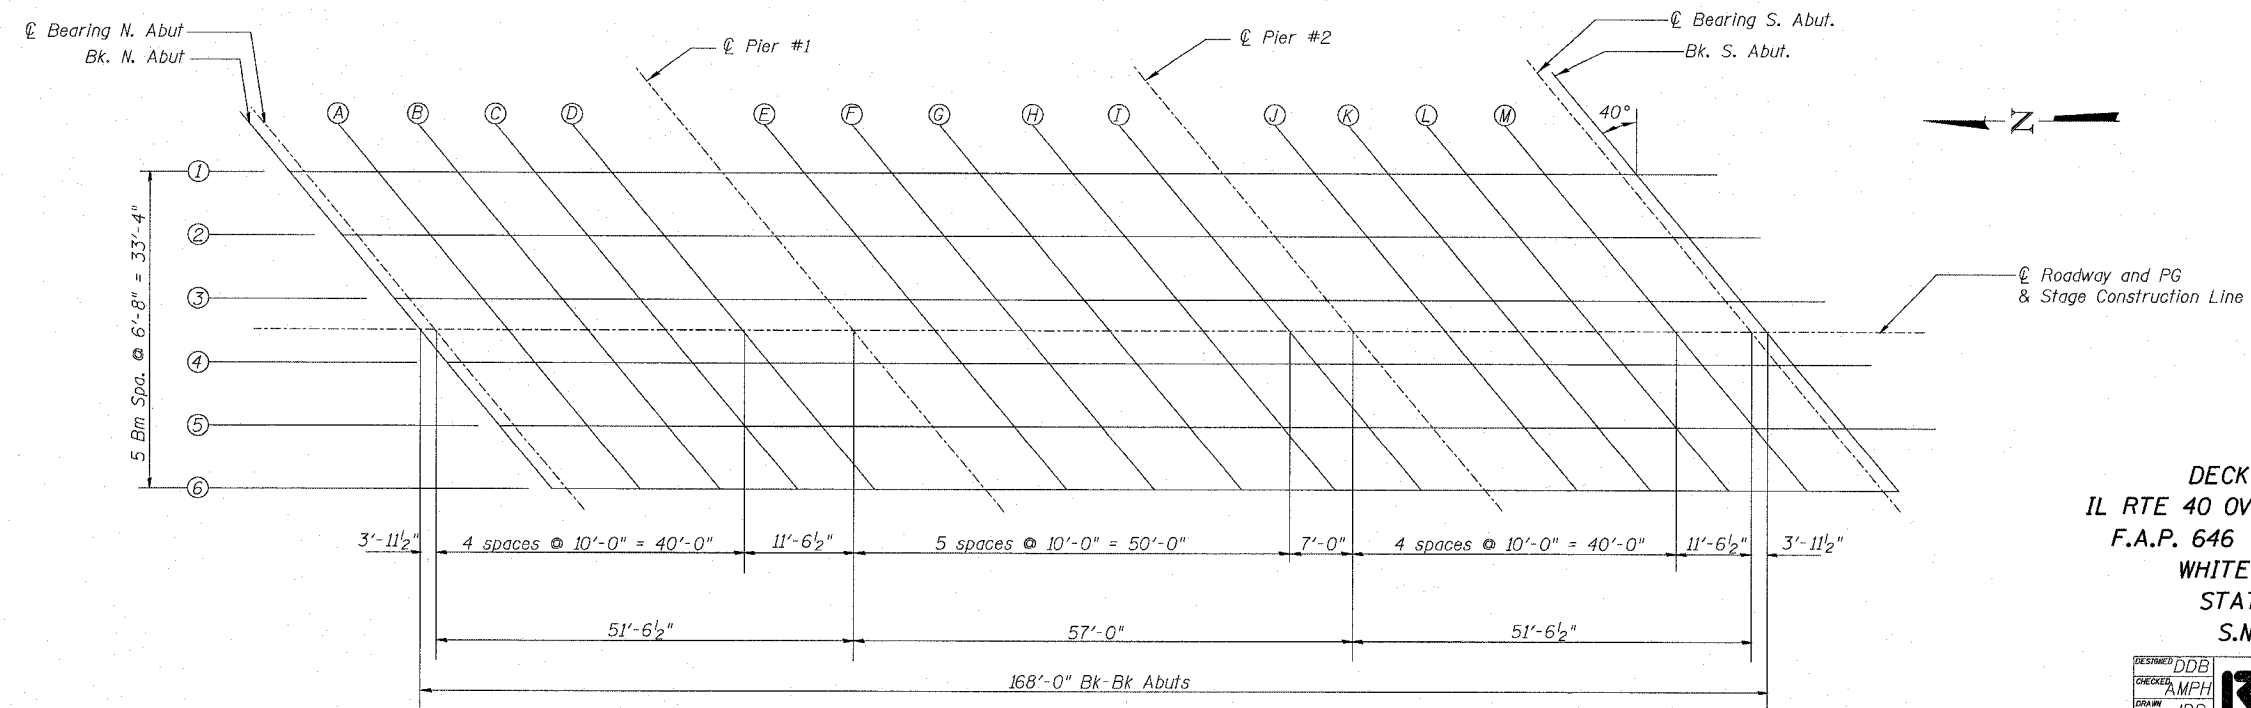 ℄ Bearing N. Abut
Bk. N. Abut
℄ Pier #1
℄ Pier #2
℄ Bearing S. Abut.
Bk. S. Abut.
A B C D E F G H I J K L M
40°
N
1
2
3
4
5
6
5 Bm Spa. @ 6'-8" = 33'-4"
℄ Roadway and PG
& Stage Construction Line
3'-11½"
4 spaces @ 10'-0" = 40'-0"
11'-6½"
5 spaces @ 10'-0" = 50'-0"
7'-0"
4 spaces @ 10'-0" = 40'-0"
11'-6½"
3'-11½"
51'-6½"
57'-0"
51'-6½"
168'-0" Bk-Bk Abuts
DECK
IL RTE 40 OV
F.A.P. 646
WHITE
STAT
S.N
DESIGNED DDB
CHECKED AMPH
DRAWN